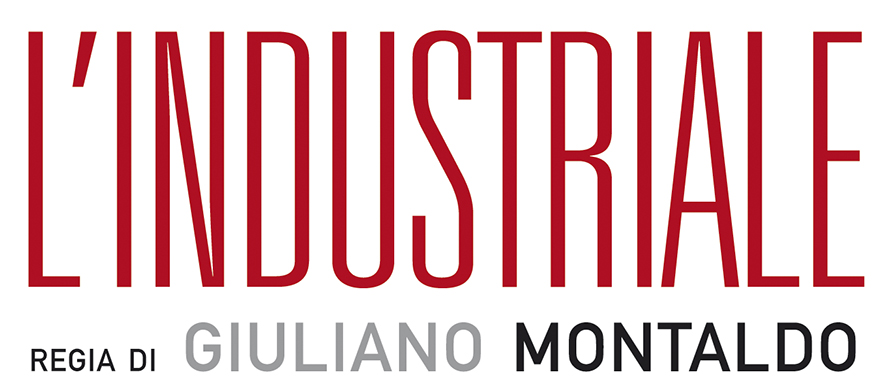 L'INDUSTRIALE
REGIA DI GIULIANO MONTALDO